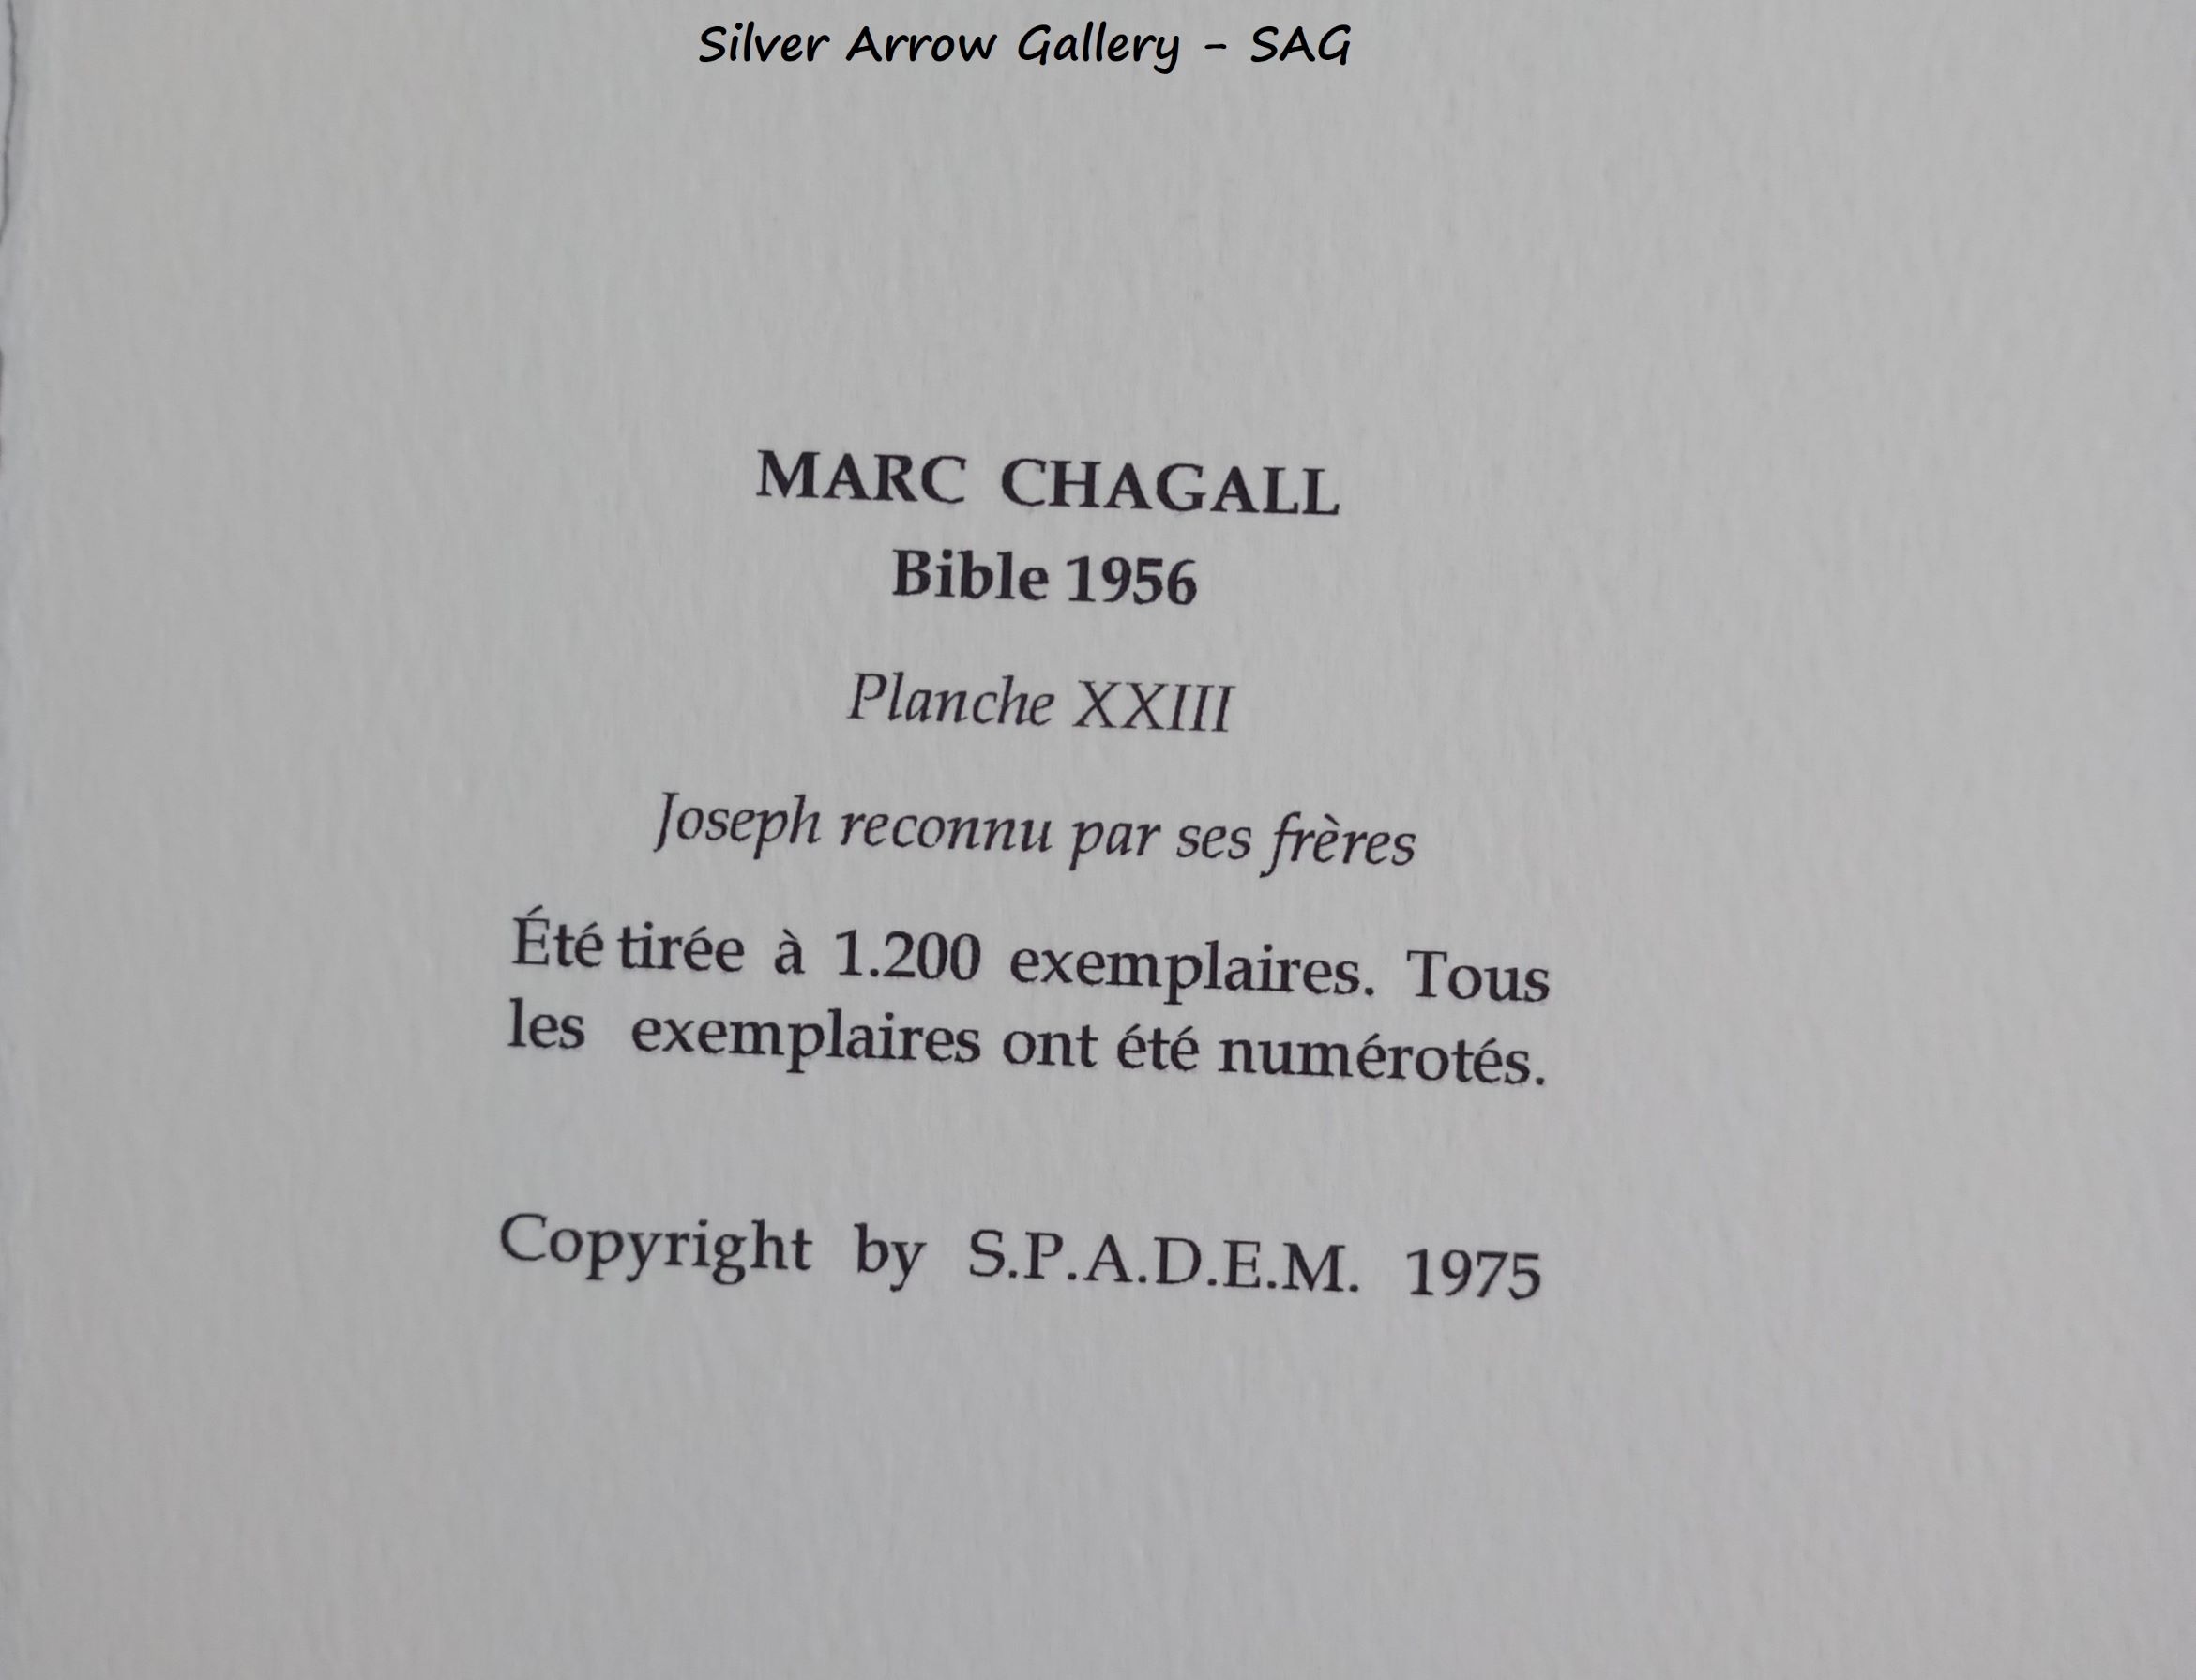 Silver Arrow Gallery - SAG
MARC CHAGALL
Bible 1956
Planche XXIII
Joseph reconnu par ses frères
Été tirée à 1.200 exemplaires. Tous
les exemplaires ont été numérotés.
Copyright by S.P.A.D.E.M. 1975